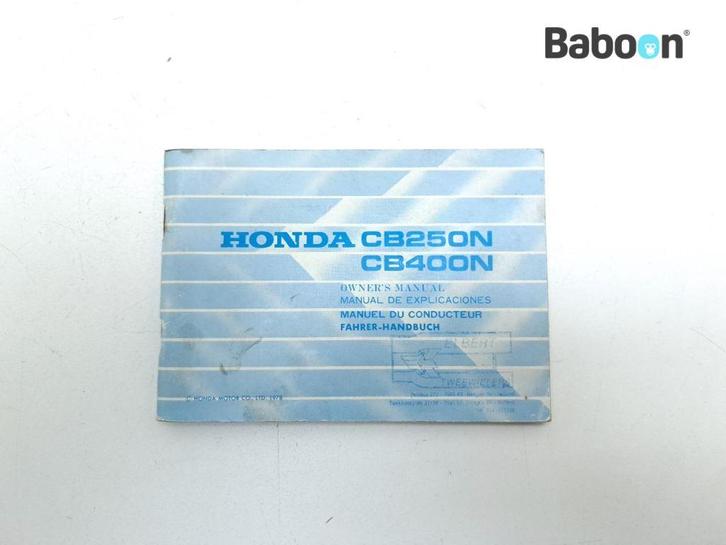 Baboon®
HONDA CB250N
CB400N
OWNER'S MANUAL
MANUAL DE EXPLICACIONES
MANUEL DU CONDUCTEUR
FAHRER-HANDBUCH
ELBERT
TWEEWIELERS
© HONDA MOTOR CO., LTD. 1978